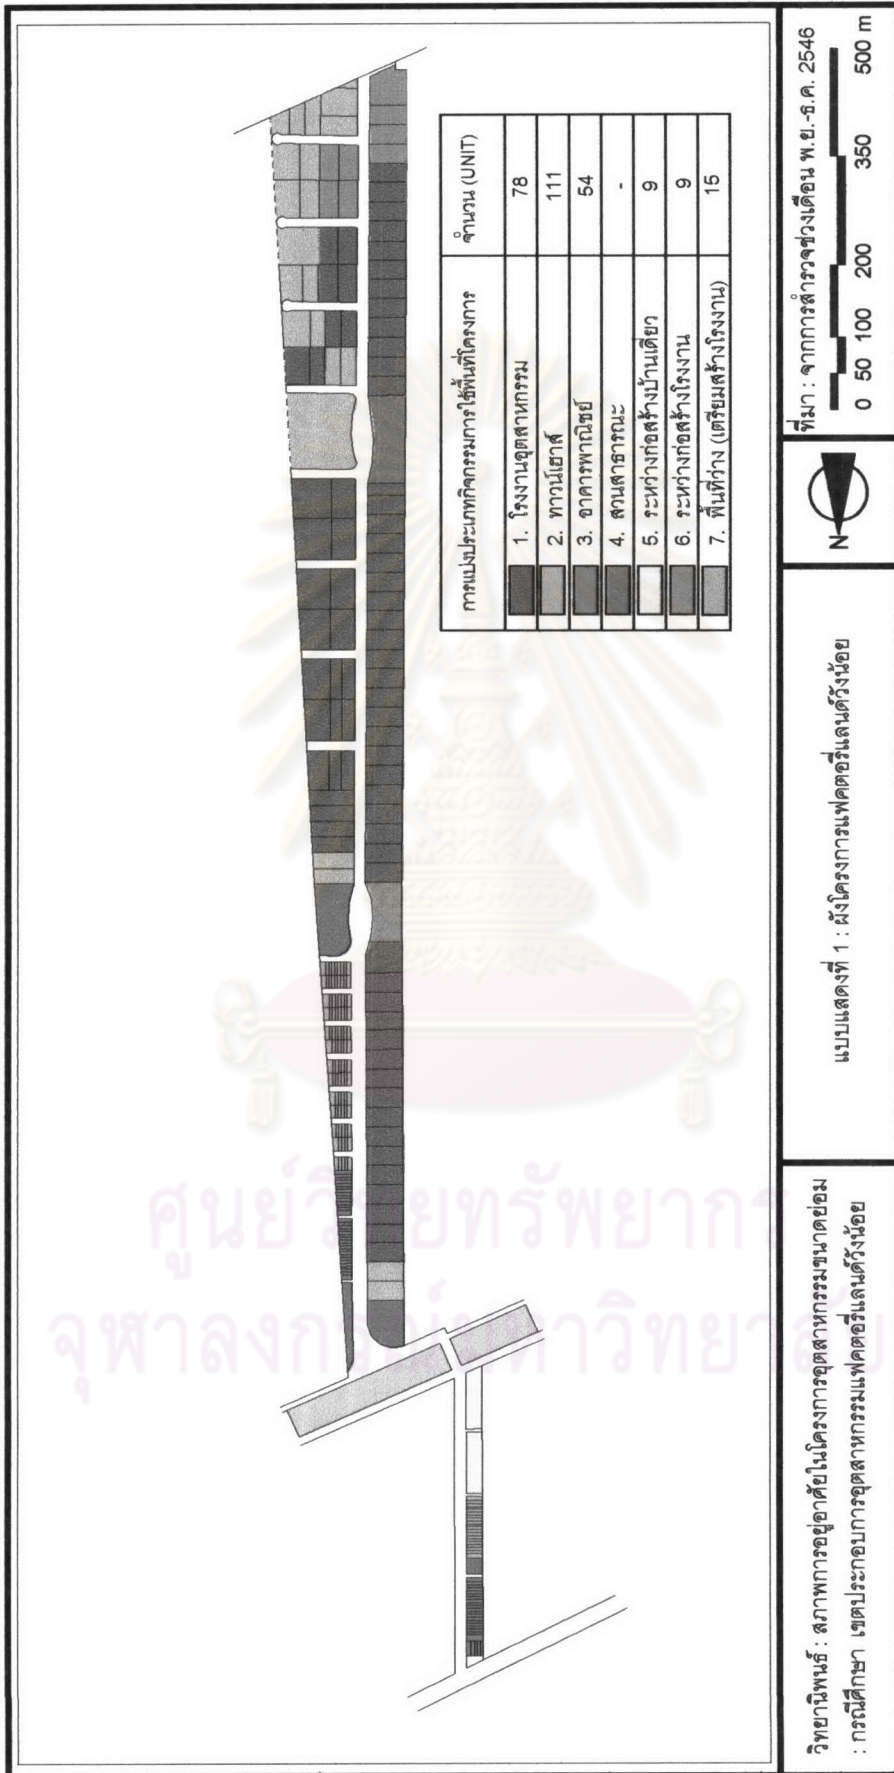 การแบ่งประเภทกิจกรรมการใช้พื้นที่โครงการ จำนวน (UNIT)
1. โรงงานอุตสาหกรรม 78
2. ทาวน์เฮาส์ 111
3. อาคารพาณิชย์ 54
4. สวนสาธารณะ -
5. ระหว่างก่อสร้างบ้านเดี่ยว 9
6. ระหว่างก่อสร้างโรงงาน 9
7. พื้นที่ว่าง (เตรียมสร้างโรงงาน) 15
ศูนย์วิทยทรัพยากร
จุฬาลงกรณ์มหาวิทยาลัย
วิทยานิพนธ์ : สภาพการอยู่อาศัยในโครงการอุตสาหกรรมขนาดย่อม
: กรณีศึกษา เขตประกอบการอุตสาหกรรมแฟคตอรี่แลนด์วังน้อย
แบบแสดงที่ 1 : ผังโครงการแฟคตอรี่แลนด์วังน้อย
N
ที่มา : จากการสำรวจช่วงเดือน พ.ย.-ธ.ค. 2546
0 50 100 200 350 500 m